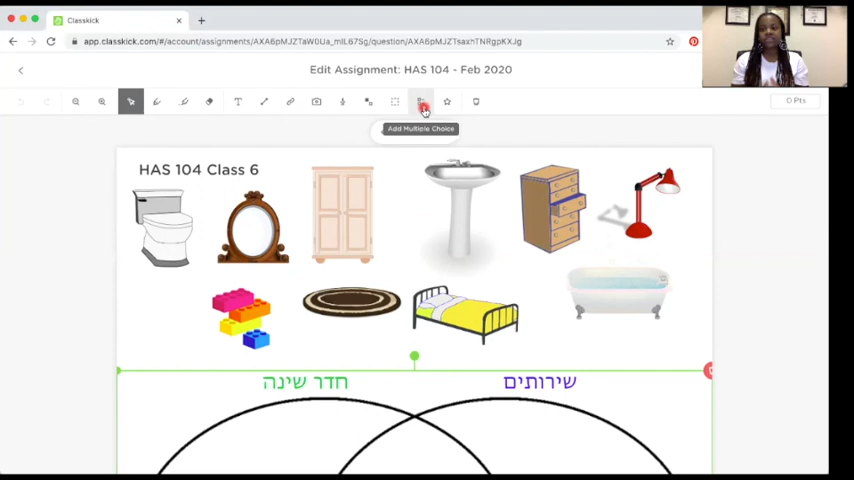 Classkick
app.classkick.com/#/account/assignments/AXA6pMJZTaW0Ua_mIL67Sg/question/AXA6pMJZTsaxhTNRgpKXJg
Edit Assignment: HAS 104 - Feb 2020
T
0 Pts
Add Multiple Choice
HAS 104 Class 6
חדר שינה
שירותים